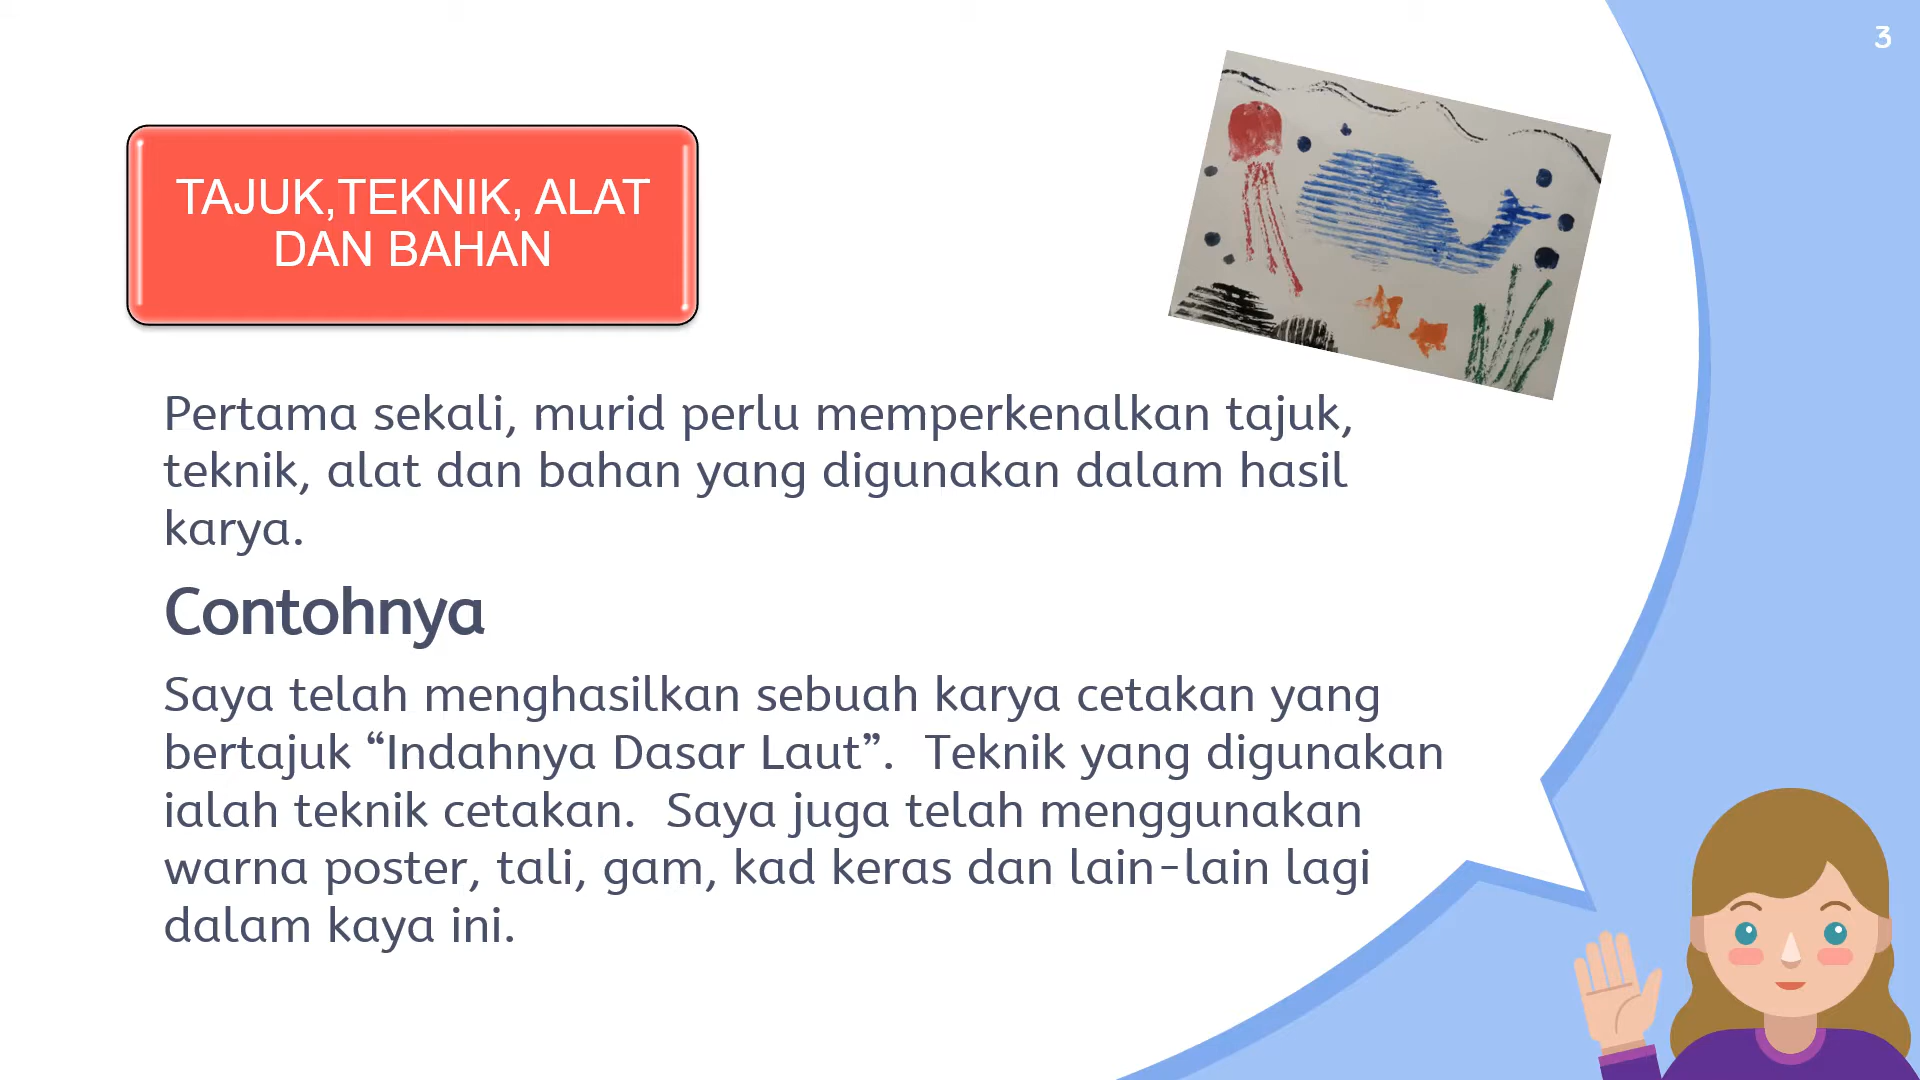 3
TAJUK,TEKNIK, ALAT
DAN BAHAN
Pertama sekali, murid perlu memperkenalkan tajuk,
teknik, alat dan bahan yang digunakan dalam hasil
karya.
Contohnya
Saya telah menghasilkan sebuah karya cetakan yang
bertajuk “Indahnya Dasar Laut”.  Teknik yang digunakan
ialah teknik cetakan.  Saya juga telah menggunakan
warna poster, tali, gam, kad keras dan lain-lain lagi
dalam kaya ini.